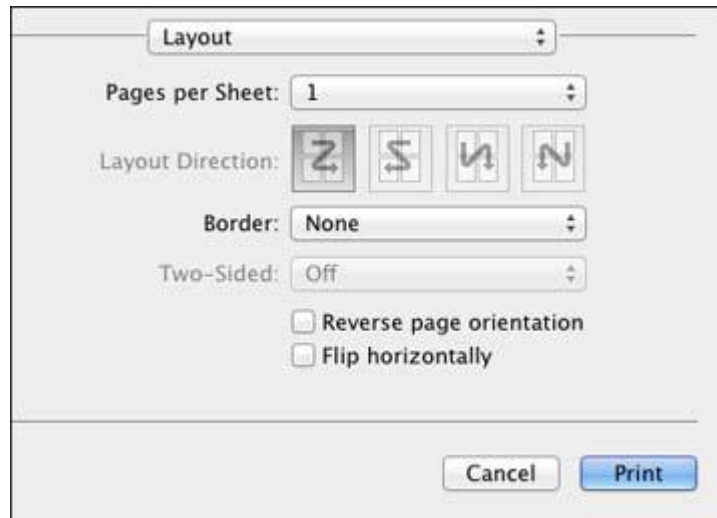 Layout
Pages per Sheet: 1
Layout Direction:
Border: None
Two-Sided: Off
Reverse page orientation
Flip horizontally
Cancel Print